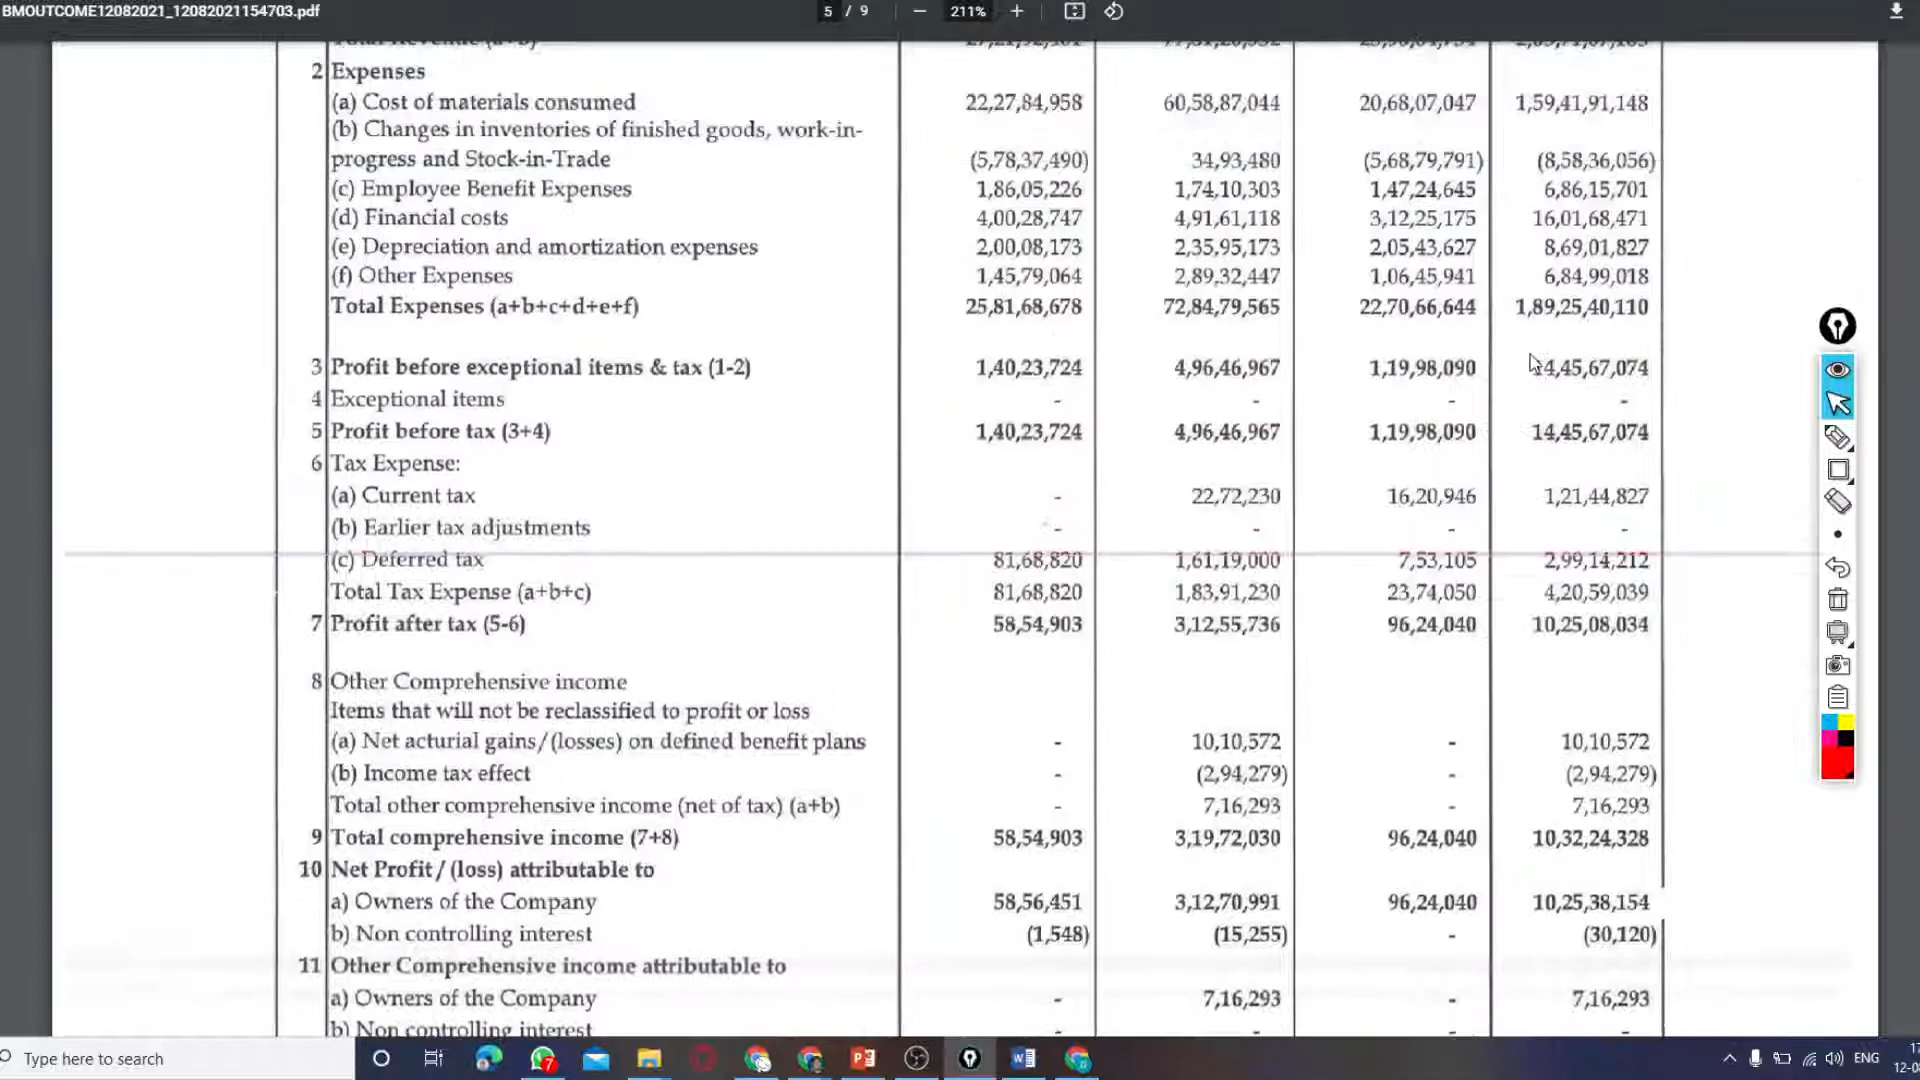 BMOUTCOME12082021_12082021154703.pdf 5 / 9 − 211% +
2 Expenses
(a) Cost of materials consumed 22,27,84,958 60,58,87,044 20,68,07,047 1,59,41,91,148
(b) Changes in inventories of finished goods, work-in-
progress and Stock-in-Trade (5,78,37,490) 34,93,480 (5,68,79,791) (8,58,36,056)
(c) Employee Benefit Expenses 1,86,05,226 1,74,10,303 1,47,24,645 6,86,15,701
(d) Financial costs 4,00,28,747 4,91,61,118 3,12,25,175 16,01,68,471
(e) Depreciation and amortization expenses 2,00,08,173 2,35,95,173 2,05,43,627 8,69,01,827
(f) Other Expenses 1,45,79,064 2,89,32,447 1,06,45,941 6,84,99,018
Total Expenses (a+b+c+d+e+f) 25,81,68,678 72,84,79,565 22,70,66,644 1,89,25,40,110
3 Profit before exceptional items & tax (1-2) 1,40,23,724 4,96,46,967 1,19,98,090 14,45,67,074
4 Exceptional items - - - -
5 Profit before tax (3+4) 1,40,23,724 4,96,46,967 1,19,98,090 14,45,67,074
6 Tax Expense:
(a) Current tax - 22,72,230 16,20,946 1,21,44,827
(b) Earlier tax adjustments - - - -
(c) Deferred tax 81,68,820 1,61,19,000 7,53,105 2,99,14,212
Total Tax Expense (a+b+c) 81,68,820 1,83,91,230 23,74,050 4,20,59,039
7 Profit after tax (5-6) 58,54,903 3,12,55,736 96,24,040 10,25,08,034
8 Other Comprehensive income
Items that will not be reclassified to profit or loss
(a) Net acturial gains/(losses) on defined benefit plans - 10,10,572 - 10,10,572
(b) Income tax effect - (2,94,279) - (2,94,279)
Total other comprehensive income (net of tax) (a+b) - 7,16,293 - 7,16,293
9 Total comprehensive income (7+8) 58,54,903 3,19,72,030 96,24,040 10,32,24,328
10 Net Profit/(loss) attributable to
a) Owners of the Company 58,56,451 3,12,70,991 96,24,040 10,25,38,154
b) Non controlling interest (1,548) (15,255) - (30,120)
11 Other Comprehensive income attributable to
a) Owners of the Company - 7,16,293 - 7,16,293
b) Non controlling interest - - - -
Type here to search 7 ENG